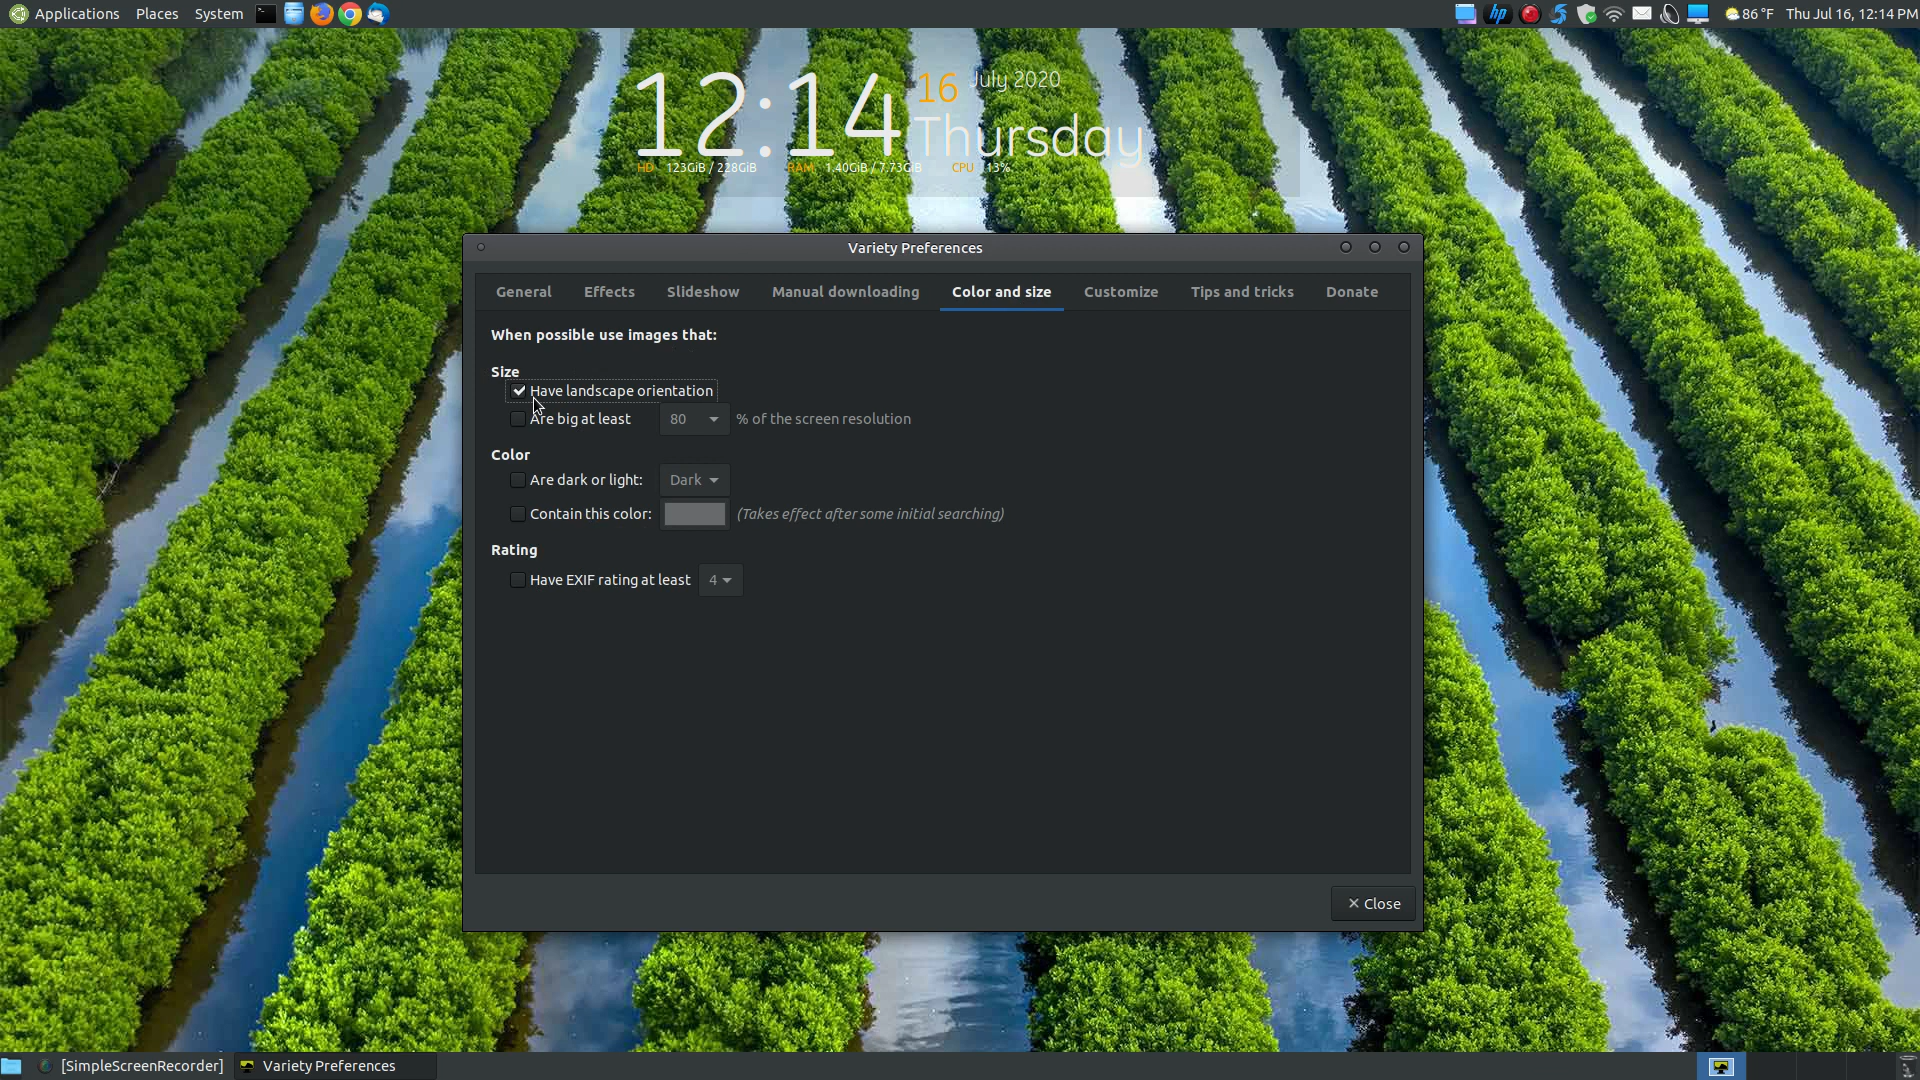 Applications Places System
86 °F Thu Jul 16, 12:14 PM
12:14 16 July 2020
Thursday
HD 123GiB / 228GiB RAM 1.40GiB / 7.73GiB CPU 13%
Variety Preferences
General Effects Slideshow Manual downloading Color and size Customize Tips and tricks Donate
When possible use images that:
Size
Have landscape orientation
Are big at least 80 % of the screen resolution
Color
Are dark or light: Dark
Contain this color: (Takes effect after some initial searching)
Rating
Have EXIF rating at least 4
Close
[SimpleScreenRecorder] Variety Preferences